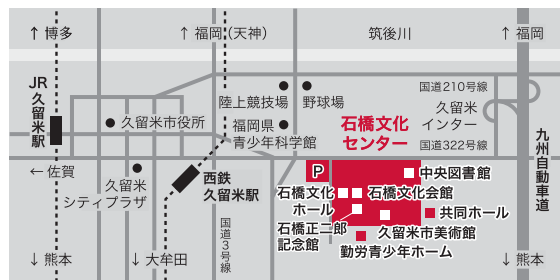 ↑博多
↑福岡(天神)
筑後川
↑福岡
国道210号線
JR
久留米駅
陸上競技場
野球場
久留米
インター
久留米市役所
福岡県
青少年科学館
石橋文化
センター
国道322号線
九州自動車道
←佐賀
久留米
シティプラザ
西鉄
久留米駅
P
中央図書館
石橋文化
ホール
石橋文化会館
共同ホール
石橋正二郎
記念館
久留米市美術館
勤労青少年ホーム
国道3号線
↓熊本
↓大牟田
↓熊本